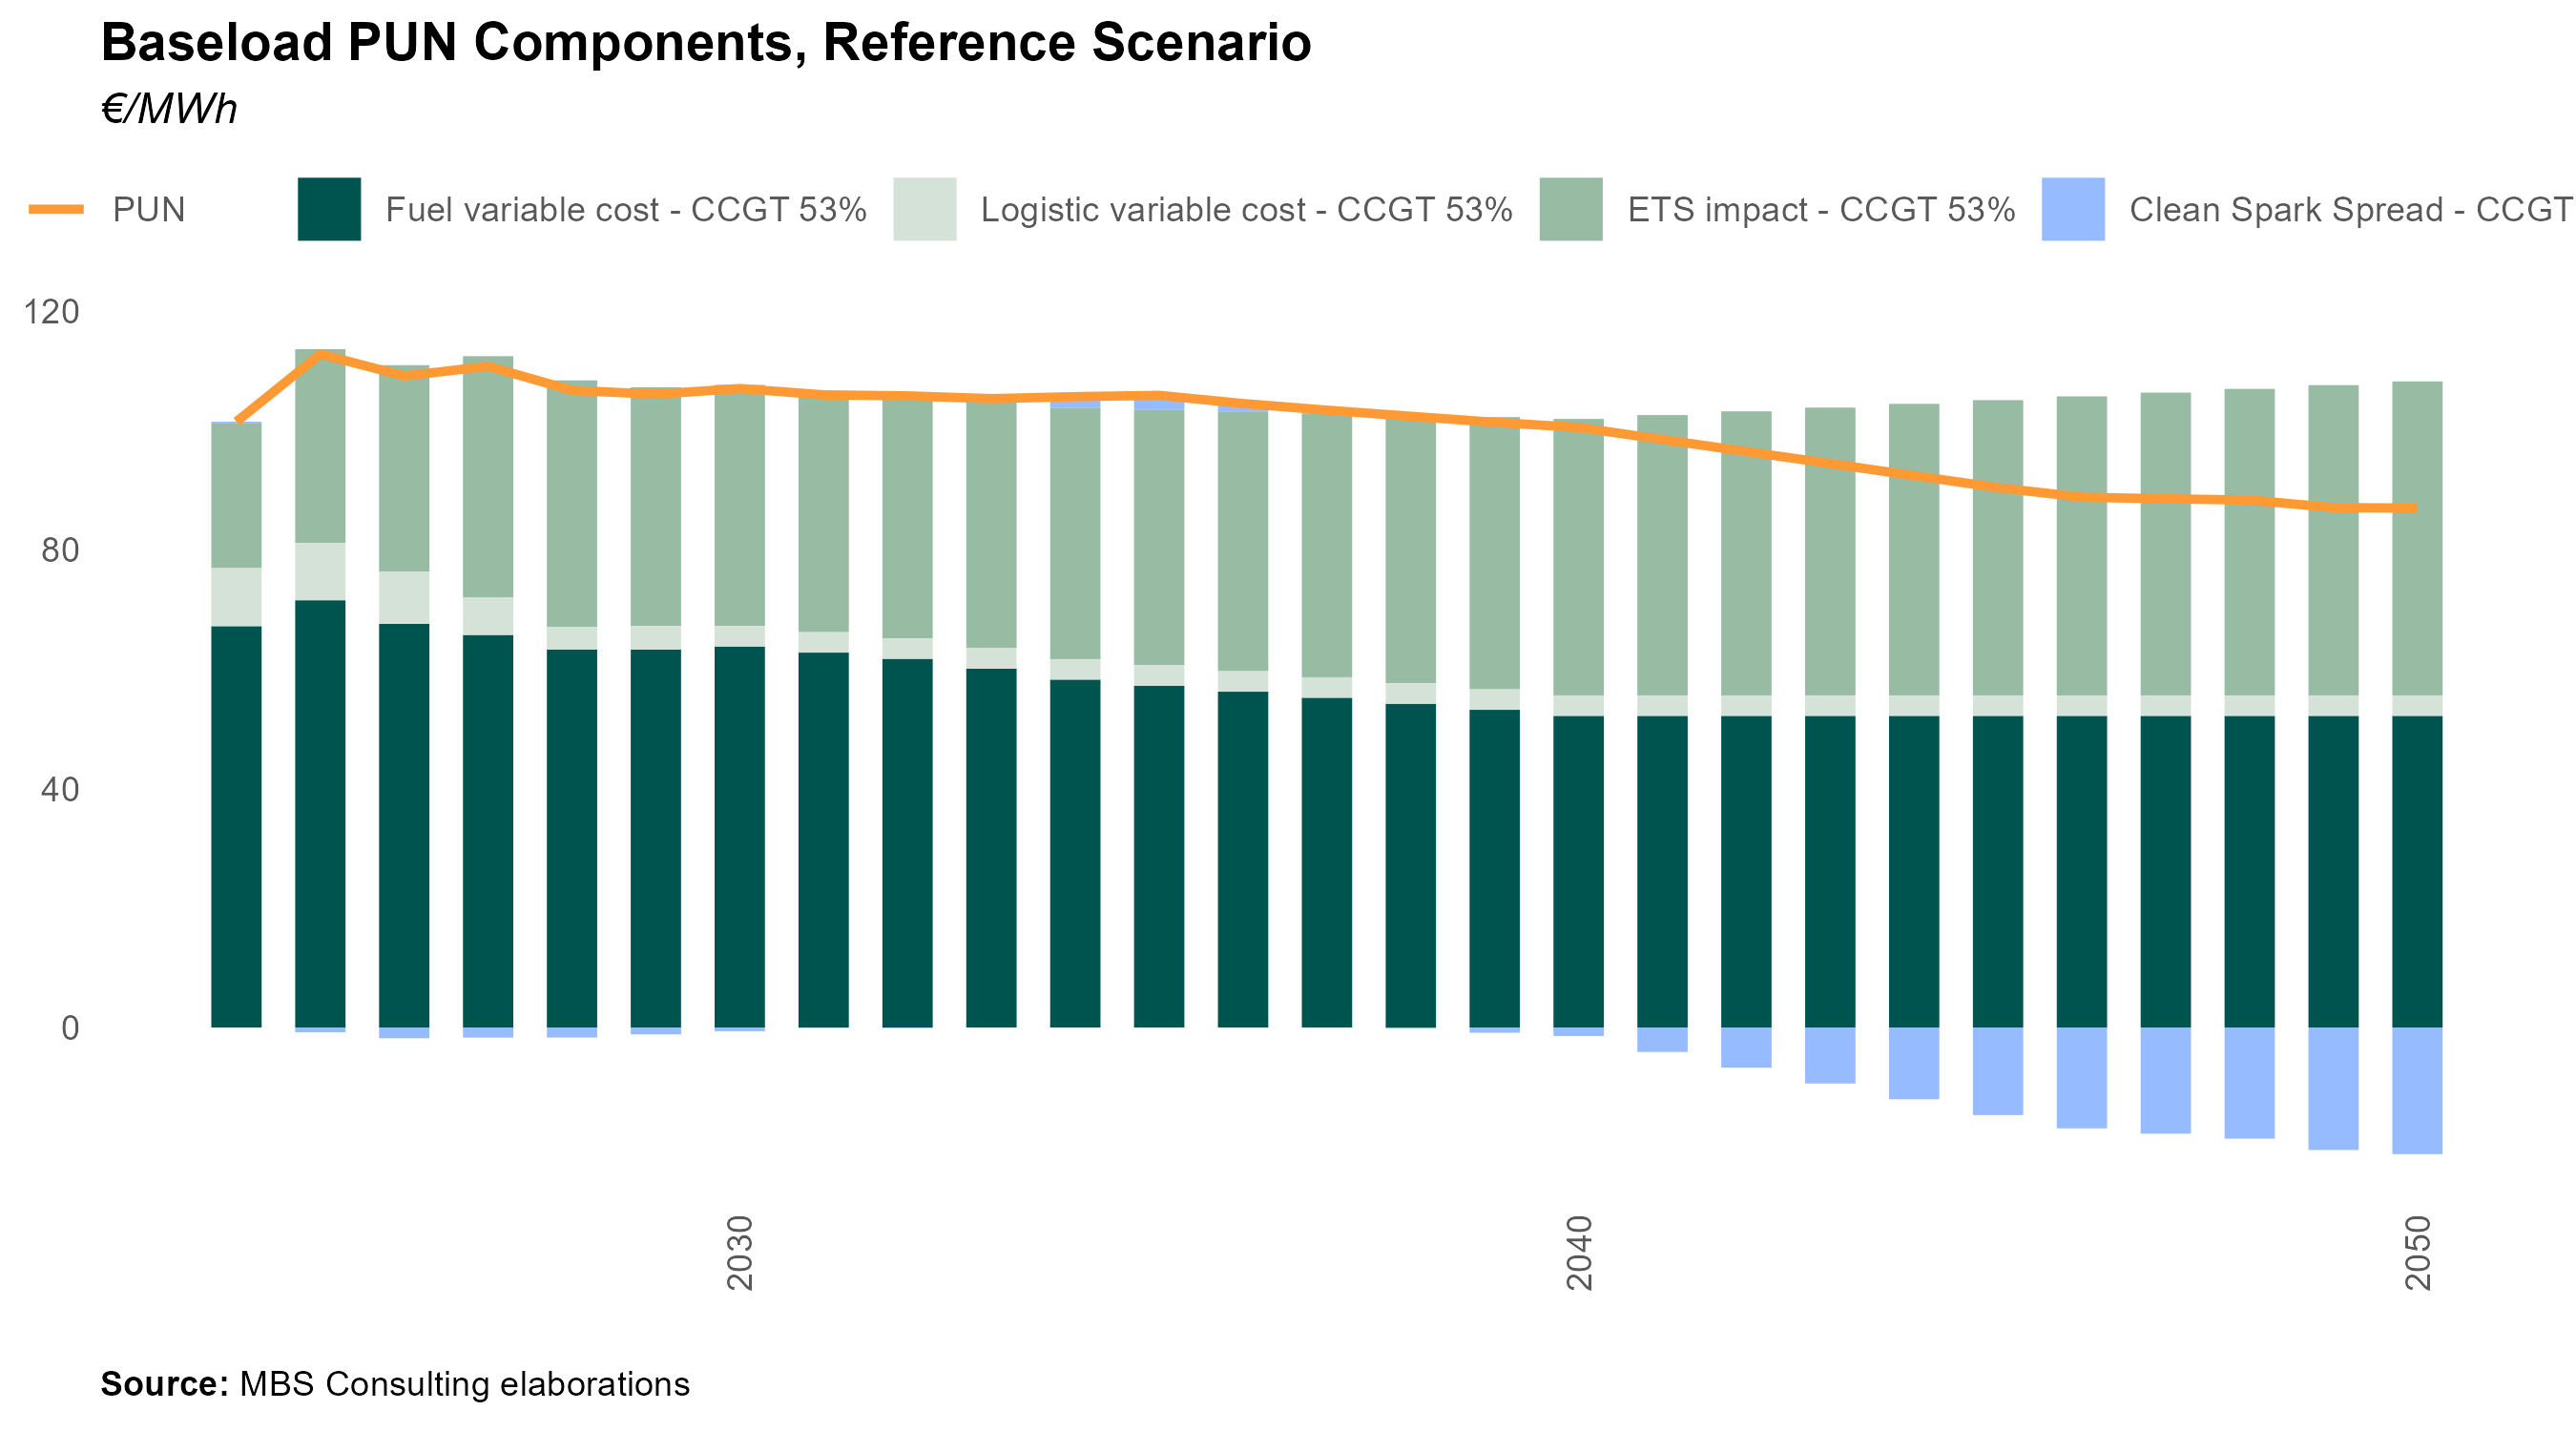 Baseload PUN Components, Reference Scenario
€/MWh
PUN
Fuel variable cost - CCGT 53%
Logistic variable cost - CCGT 53%
ETS impact - CCGT 53%
Clean Spark Spread - CCGT
120
80
40
0
2030
2040
2050
Source: MBS Consulting elaborations